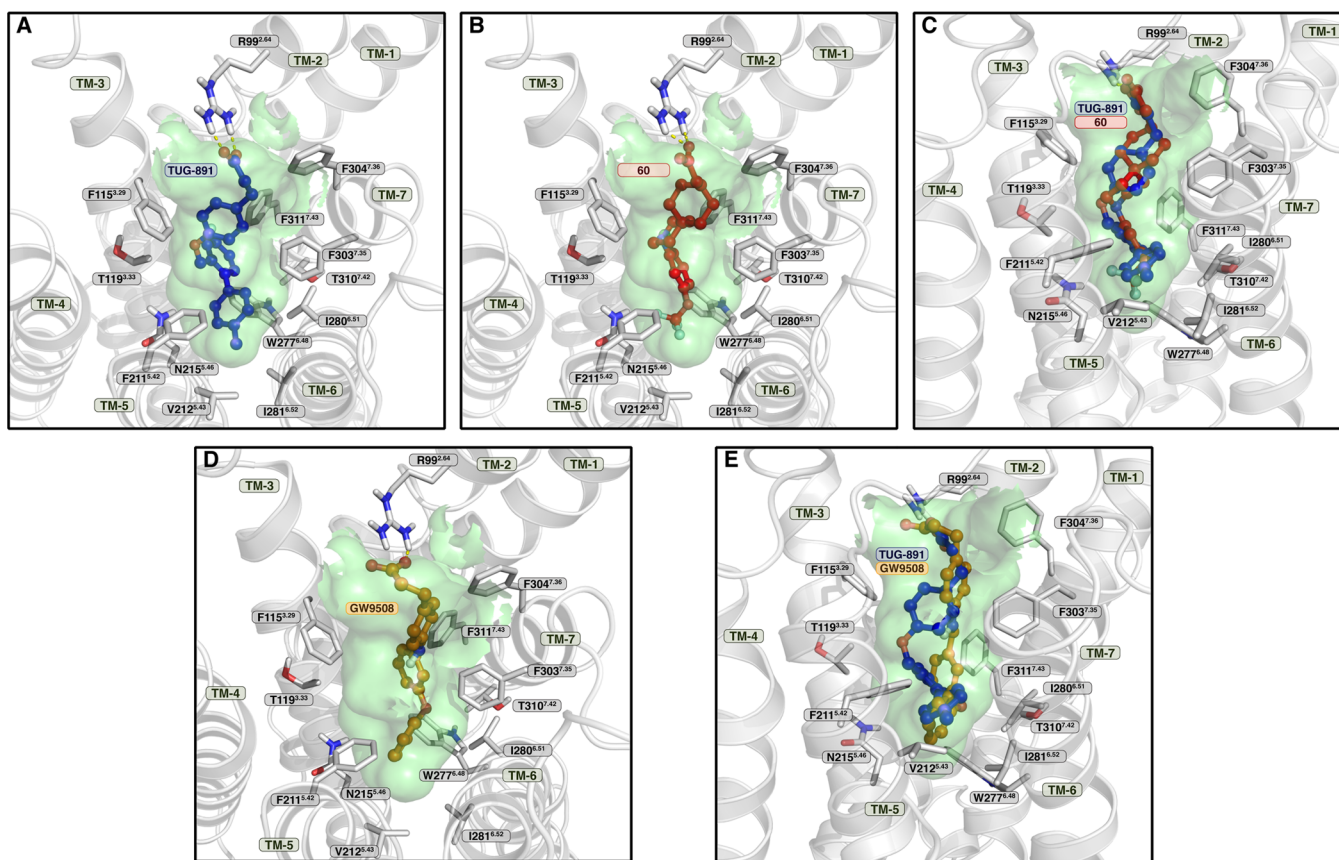 A
R99^2.64
TM-1
TM-2
TM-3
TUG-891
F304^7.36
F115^3.29
TM-7
F311^7.43
F303^7.35
T119^3.33
T310^7.42
TM-4
I280^6.51
W277^6.48
N215^5.46
F211^5.42
TM-6
TM-5
V212^5.43
I281^6.52
B
R99^2.64
TM-1
TM-2
TM-3
60
F304^7.36
F115^3.29
TM-7
F311^7.43
F303^7.35
T119^3.33
T310^7.42
TM-4
I280^6.51
W277^6.48
N215^5.46
F211^5.42
TM-6
TM-5
V212^5.43
I281^6.52
C
R99^2.64
TM-1
TM-2
TM-3
F304^7.36
TUG-891
60
F115^3.29
F303^7.35
T119^3.33
TM-4
TM-7
F311^7.43
I280^6.51
F211^5.42
T310^7.42
N215^5.46
V212^5.43
I281^6.52
TM-6
W277^6.48
TM-5
D
R99^2.64
TM-2
TM-1
TM-3
F304^7.36
GW9508
F115^3.29
F311^7.43
TM-7
F303^7.35
T119^3.33
TM-4
T310^7.42
I280^6.51
W277^6.48
TM-6
N215^5.46
F211^5.42
I281^6.52
TM-5
V212^5.43
E
TM-2
R99^2.64
TM-1
TM-3
F304^7.36
TUG-891
GW9508
F115^3.29
F303^7.35
T119^3.33
TM-4
TM-7
F311^7.43
I280^6.51
F211^5.42
T310^7.42
N215^5.46
I281^6.52
V212^5.43
TM-6
W277^6.48
TM-5